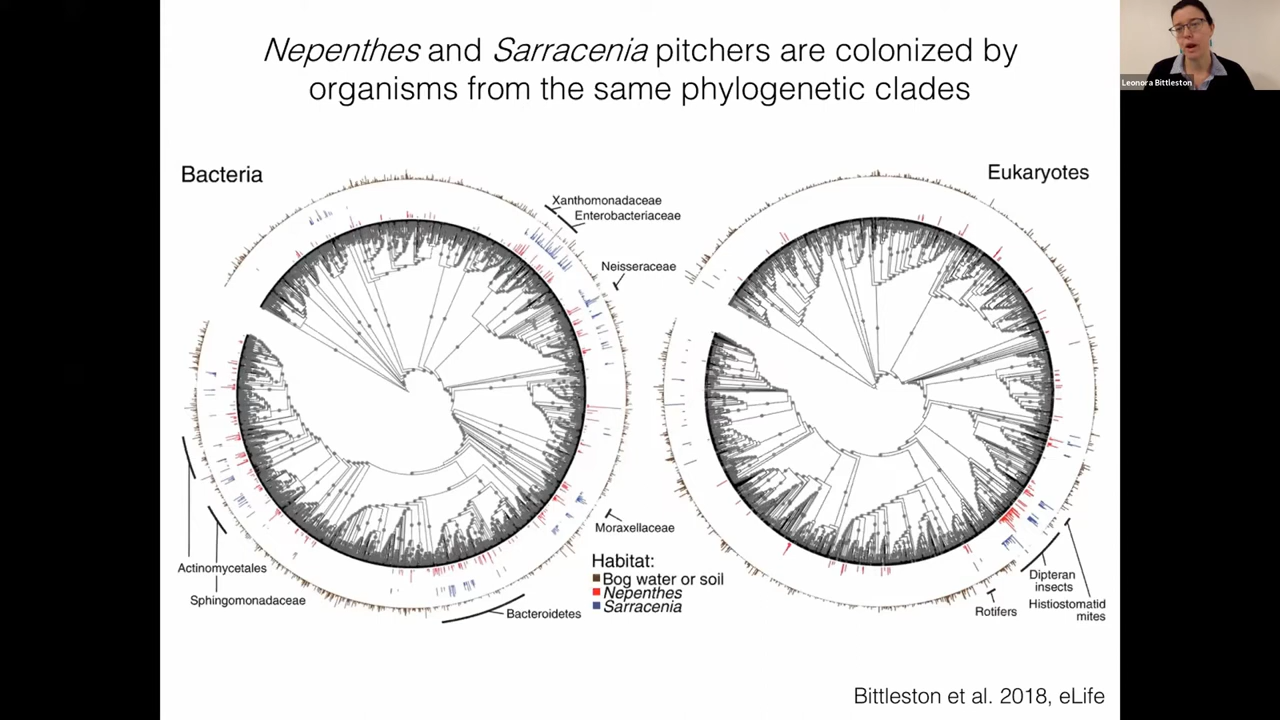 Nepenthes and Sarracenia pitchers are colonized by
organisms from the same phylogenetic clades
Leonora Bittleston
Bacteria
Xanthomonadaceae
Enterobacteriaceae
Neisseraceae
Moraxellaceae
Bacteroidetes
Actinomycetales
Sphingomonadaceae
Habitat:
Bog water or soil
Nepenthes
Sarracenia
Eukaryotes
Dipteran
insects
Histiostomatid
mites
Rotifers
Bittleston et al. 2018, eLife